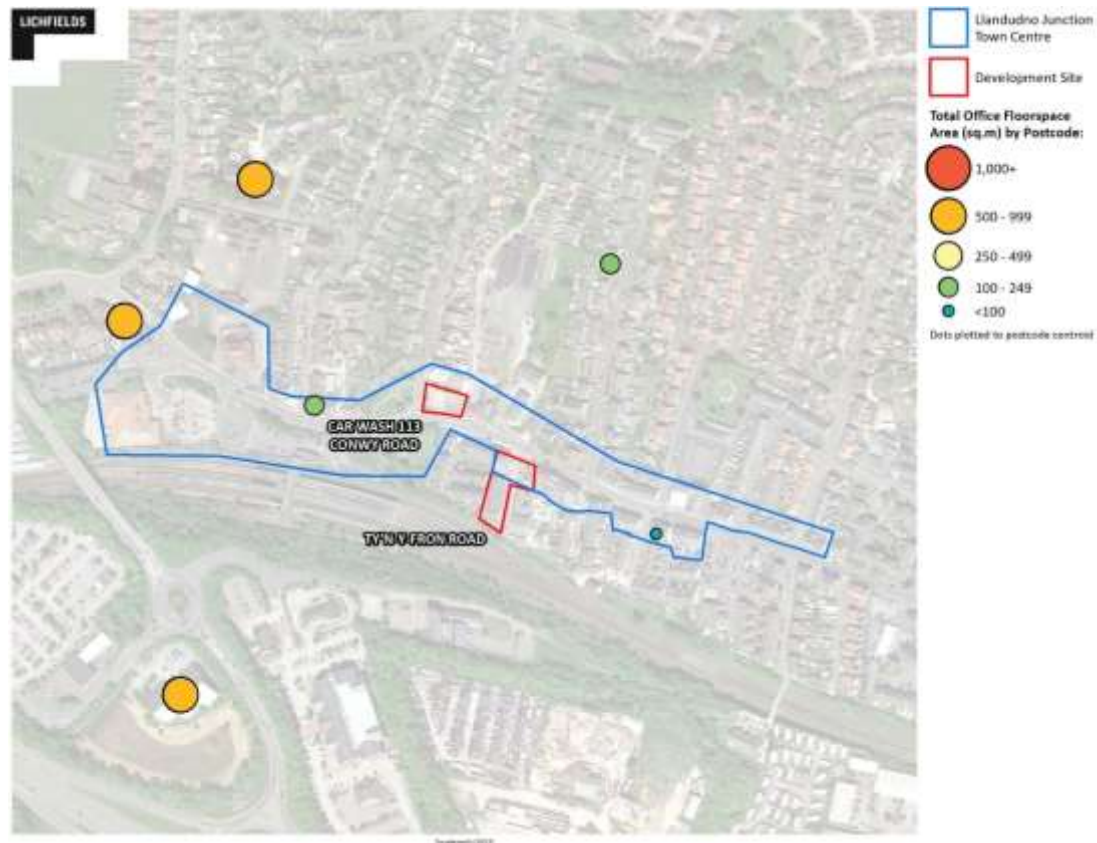 LICHFIELDS
Llandudno Junction
Town Centre
Development Site
Total Office Floorspace
Area (sq.m) by Postcode:
1,000+
500 - 999
250 - 499
100 - 249
<100
Dots plotted to postcode centroid
CAR WASH 113
CONWY ROAD
TY'N-Y-FRON ROAD